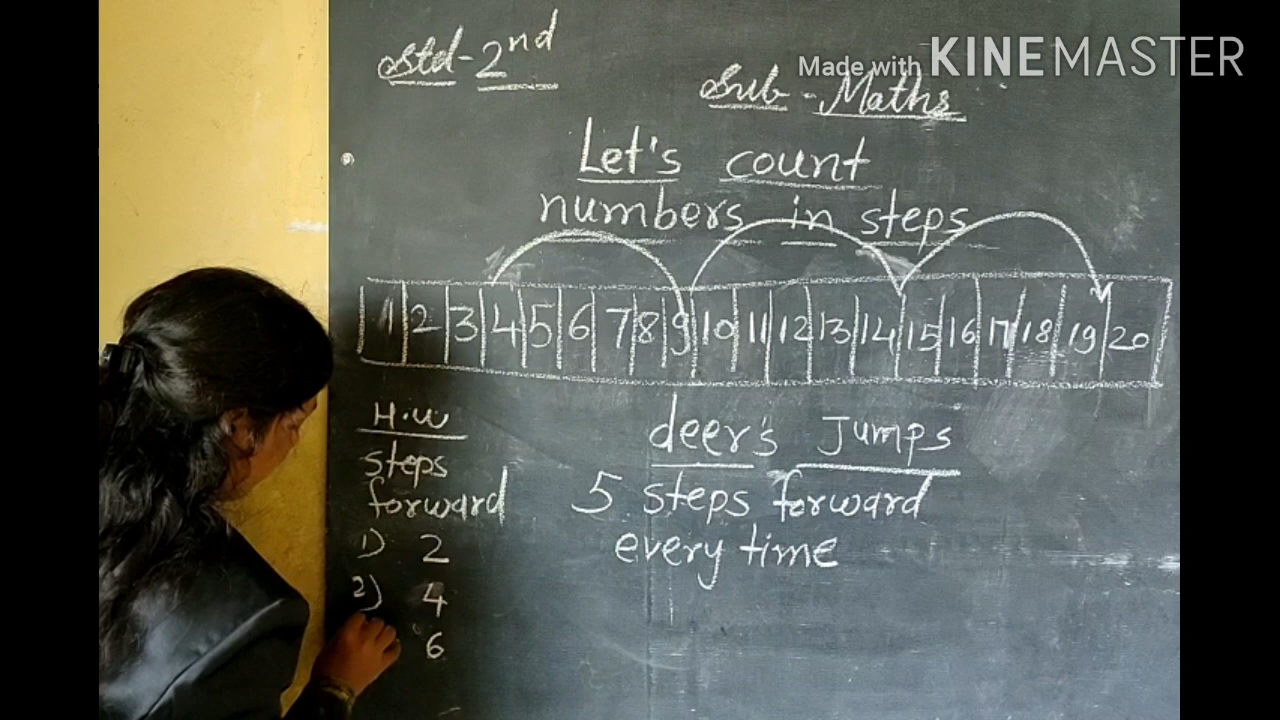 Std-2nd
Made with KINEMASTER
Sub-Maths
Let's count
numbers in steps
1 2 3 4 5 6 7 8 9 10 11 12 13 14 15 16 17 18 19 20
H.W
steps
forward
1) 2
2) 4
6
deer's Jumps
5 steps forward
every time